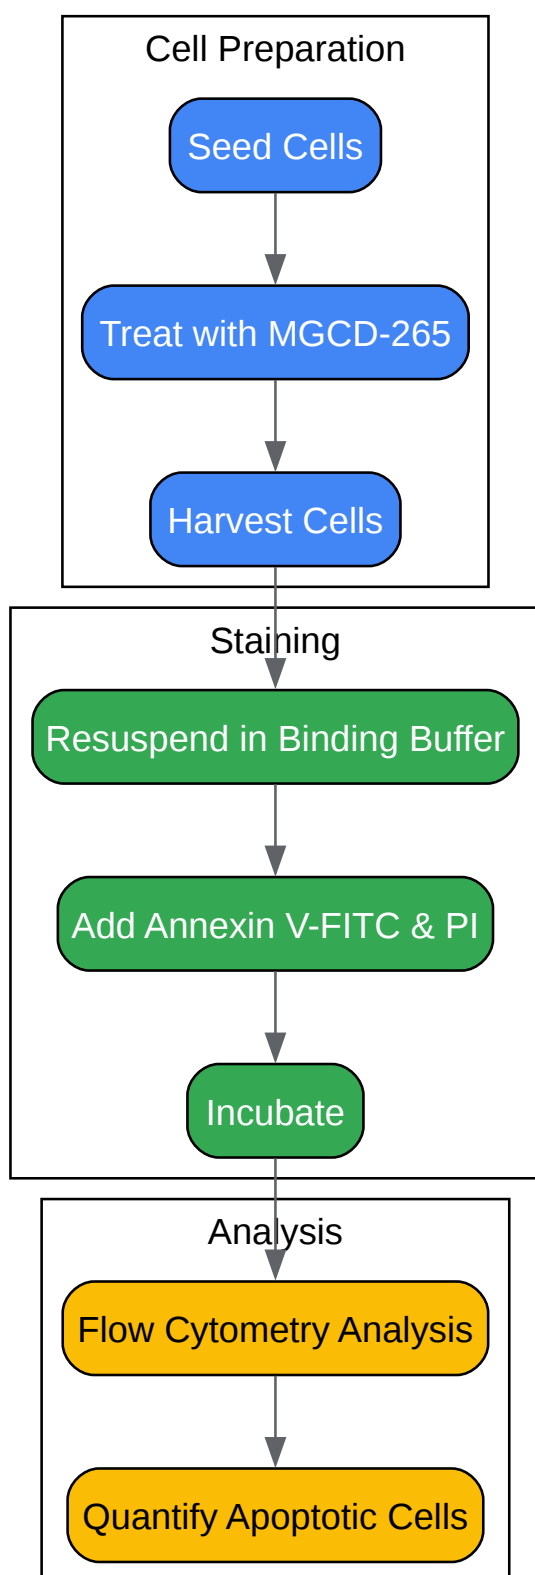 Cell Preparation
Seed Cells
Treat with MGCD-265
Harvest Cells
Staining
Resuspend in Binding Buffer
Add Annexin V-FITC & PI
Incubate
Analysis
Flow Cytometry Analysis
Quantify Apoptotic Cells